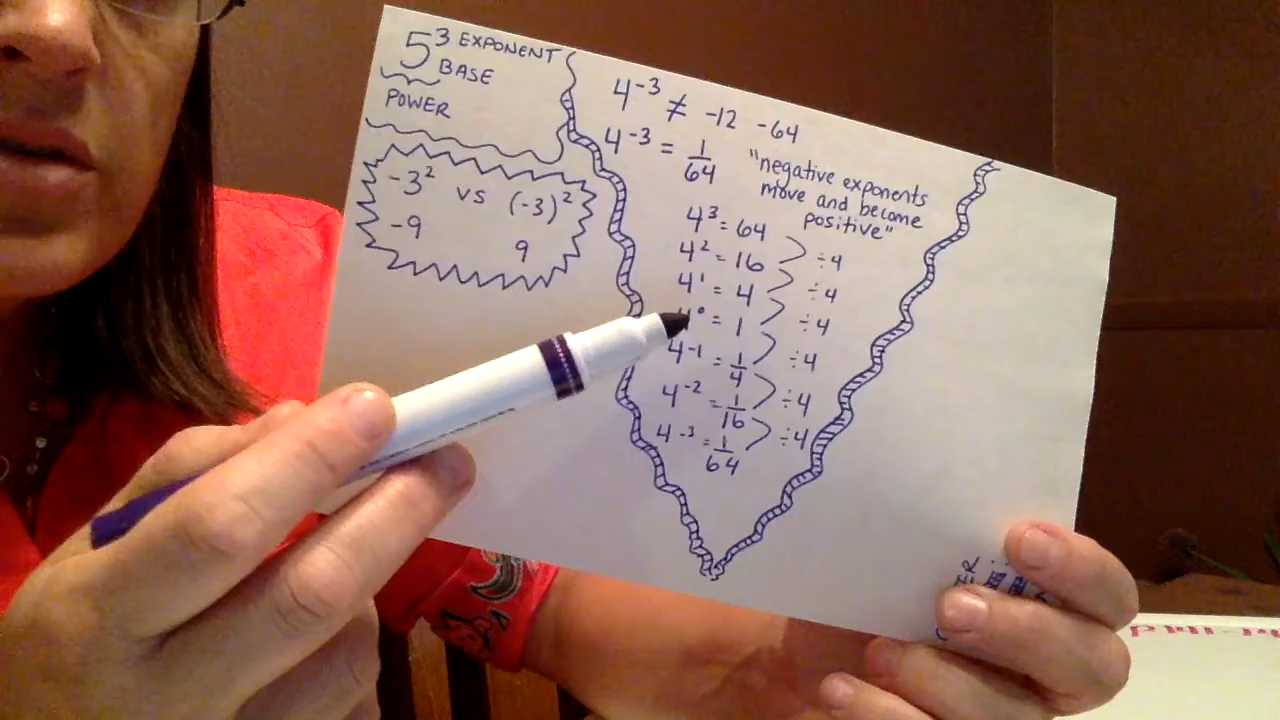 5³ EXPONENT
BASE
POWER
-3² vs (-3)²
-9 9
4⁻³ ≠ -12 -64
4⁻³ = 1/64
"negative exponents
move and become
positive"
4³ = 64
÷4
4² = 16
÷4
4¹ = 4
÷4
4⁰ = 1
÷4
4⁻¹ = 1/4
÷4
4⁻² = 1/16
÷4
4⁻³ = 1/64